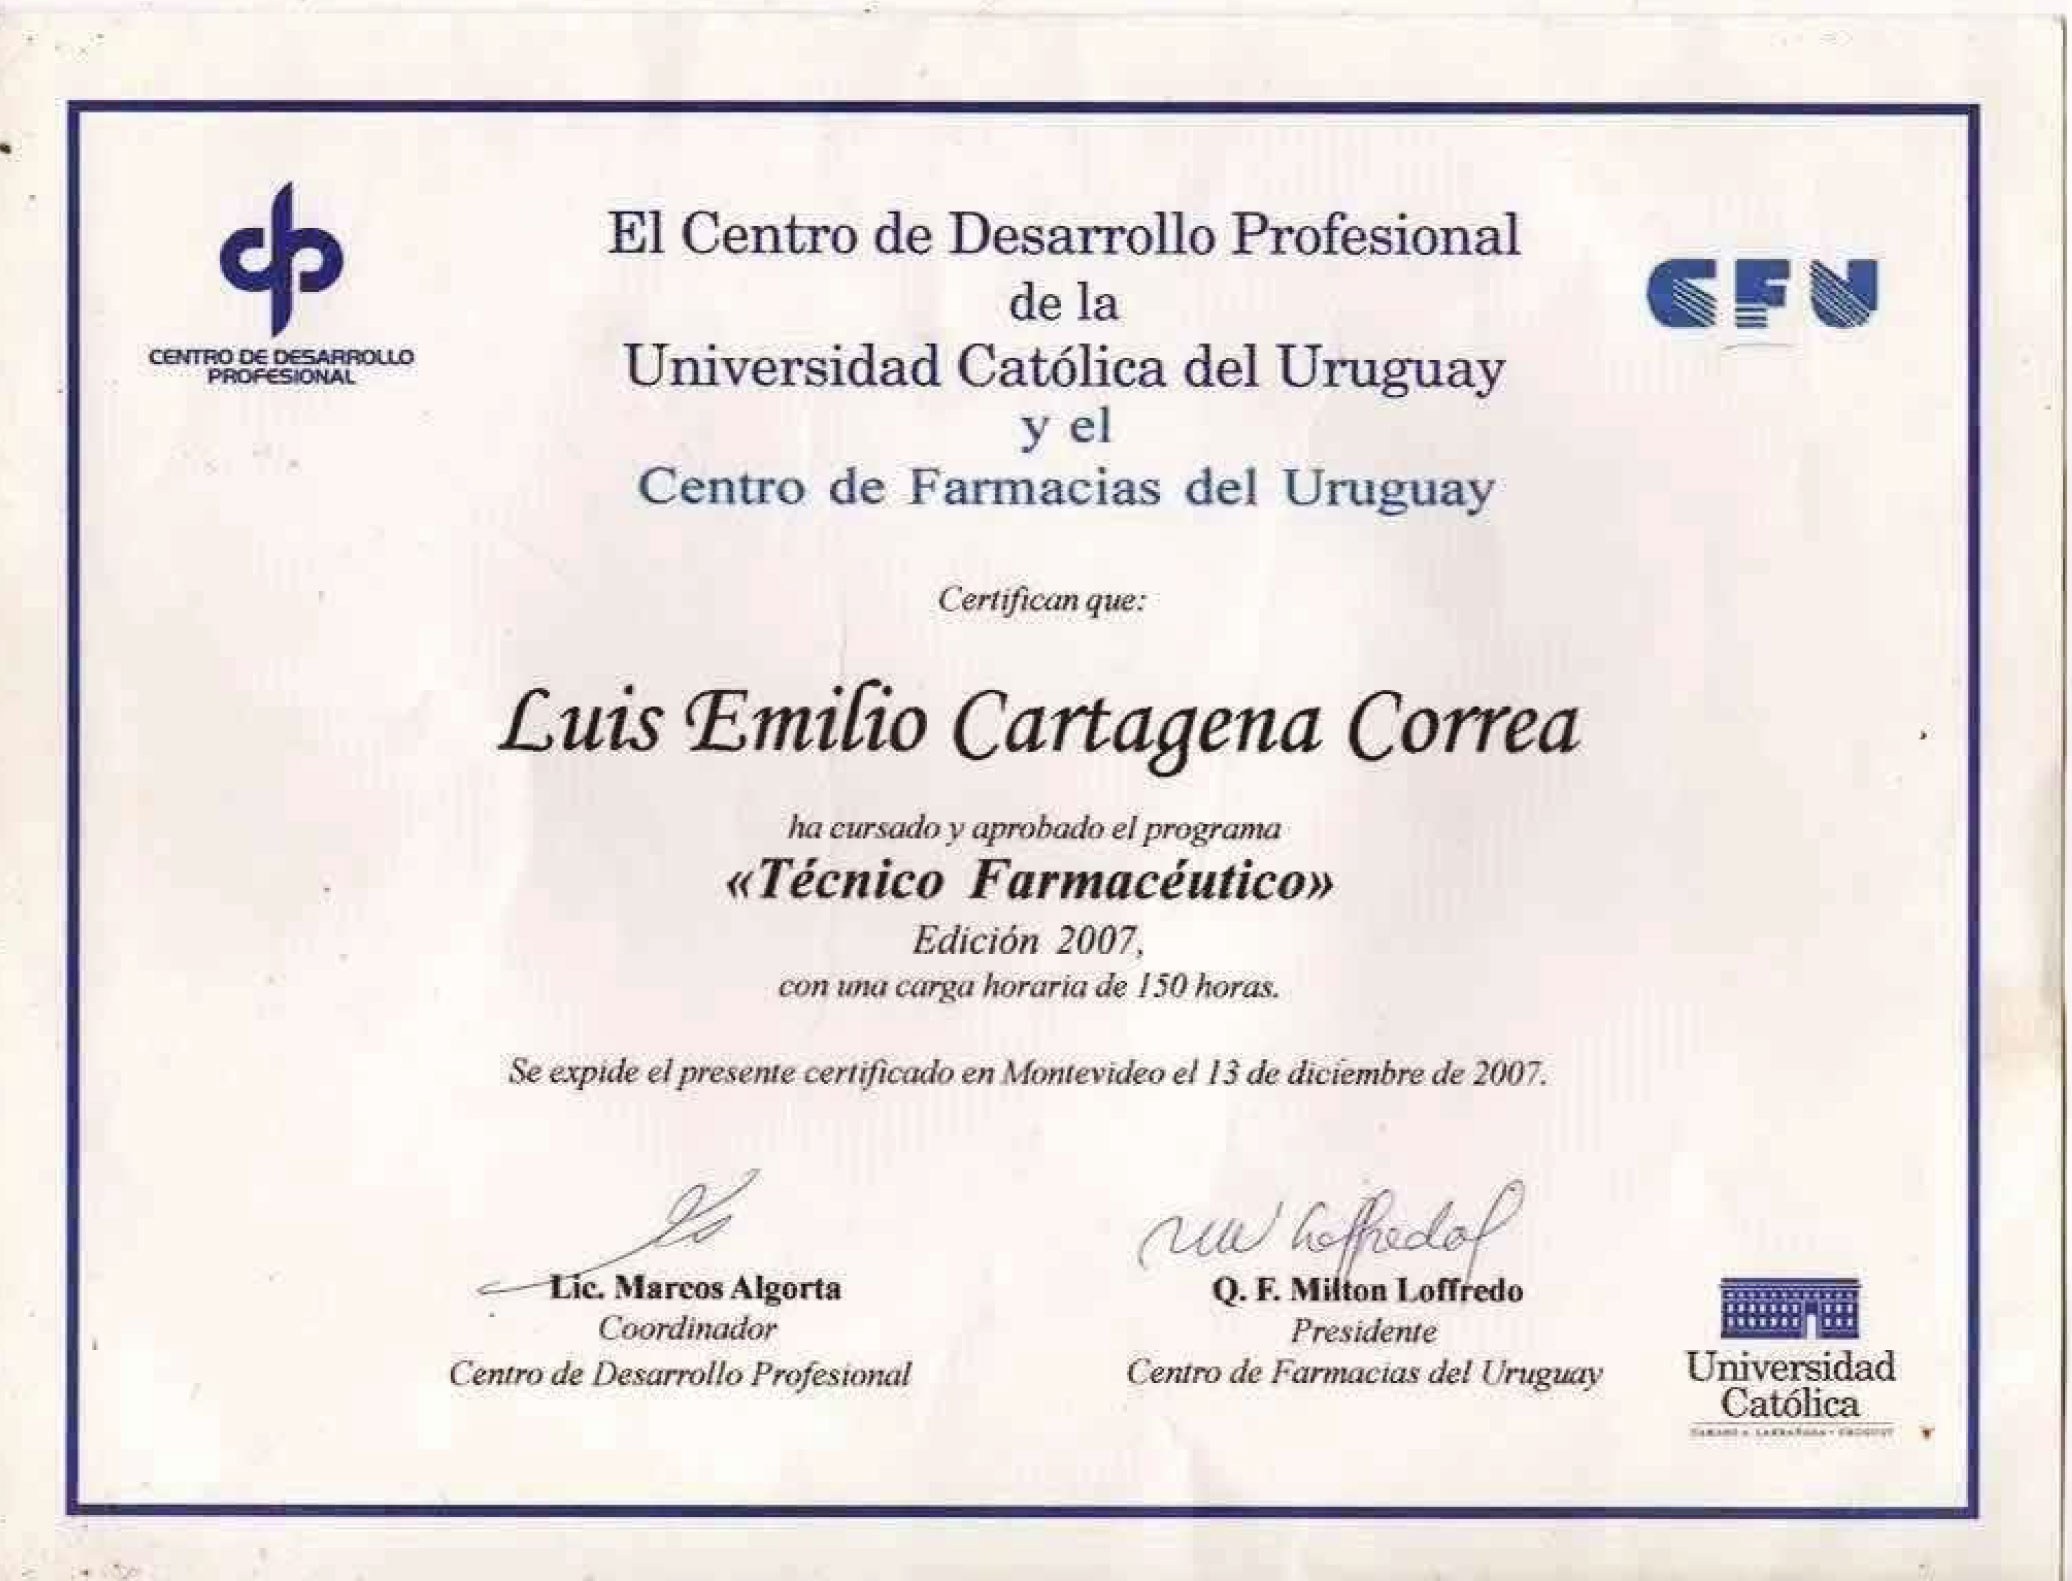 CENTRO DE DESARROLLO
PROFESIONAL
El Centro de Desarrollo Profesional
de la
Universidad Católica del Uruguay
y el
Centro de Farmacias del Uruguay
CFU
Certifican que:
Luis Emilio Cartagena Correa
ha cursado y aprobado el programa
«Técnico Farmacéutico»
Edición 2007,
con una carga horaria de 150 horas.
Se expide el presente certificado en Montevideo el 13 de diciembre de 2007.
Lic. Marcos Algorta
Coordinador
Centro de Desarrollo Profesional
Loffredo
Q. F. Milton Loffredo
Presidente
Centro de Farmacias del Uruguay
Universidad
Católica
DÁMASO A. LARRAÑAGA - URUGUAY